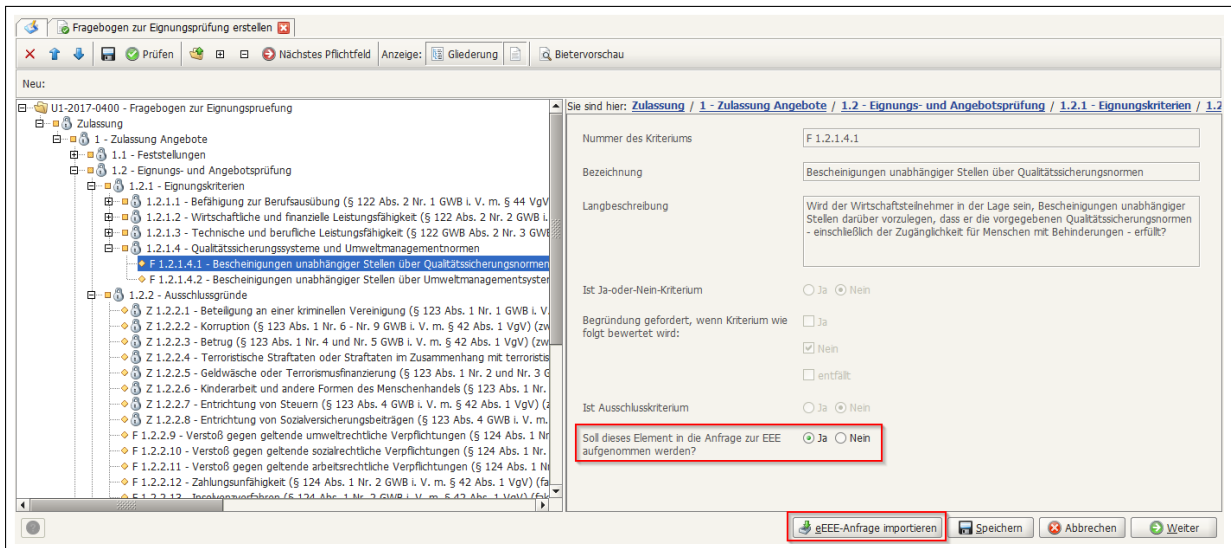 Fragebogen zur Eignungsprüfung erstellen
Prüfen Nächstes Pflichtfeld Anzeige: Gliederung Bietervorschau
Neu:
U1-2017-0400 - Fragebogen zur Eignungspruefung
Zulassung
1 - Zulassung Angebote
1.1 - Feststellungen
1.2 - Eignungs- und Angebotsprüfung
1.2.1 - Eignungskriterien
1.2.1.1 - Befähigung zur Berufsausübung (§ 122 Abs. 2 Nr. 1 GWB i. V. m. § 44 VgV
1.2.1.2 - Wirtschaftliche und finanzielle Leistungsfähigkeit (§ 122 Abs. 2 Nr. 2 GWB i.
1.2.1.3 - Technische und berufliche Leistungsfähigkeit (§ 122 GWB Abs. 2 Nr. 3 GWB
1.2.1.4 - Qualitätssicherungssysteme und Umweltmanagementnormen
F 1.2.1.4.1 - Bescheinigungen unabhängiger Stellen über Qualitätssicherungsnormen
F 1.2.1.4.2 - Bescheinigungen unabhängiger Stellen über Umweltmanagementsyster
1.2.2 - Ausschlussgründe
Z 1.2.2.1 - Beteiligung an einer kriminellen Vereinigung (§ 123 Abs. 1 Nr. 1 GWB i. V.
Z 1.2.2.2 - Korruption (§ 123 Abs. 1 Nr. 6 - Nr. 9 GWB i. V. m. § 42 Abs. 1 VgV) (zw
Z 1.2.2.3 - Betrug (§ 123 Abs. 1 Nr. 4 und Nr. 5 GWB i. V. m. § 42 Abs. 1 VgV) (zw
Z 1.2.2.4 - Terroristische Straftaten oder Straftaten im Zusammenhang mit terroristis
Z 1.2.2.5 - Geldwäsche oder Terrorismusfinanzierung (§ 123 Abs. 1 Nr. 2 und Nr. 3 G
Z 1.2.2.6 - Kinderarbeit und andere Formen des Menschenhandels (§ 123 Abs. 1 Nr.
Z 1.2.2.7 - Entrichtung von Steuern (§ 123 Abs. 4 GWB i. V. m. § 42 Abs. 1 VgV) (z
Z 1.2.2.8 - Entrichtung von Sozialversicherungsbeiträgen (§ 123 Abs. 4 GWB i. V. m.
F 1.2.2.9 - Verstoß gegen geltende umweltrechtliche Verpflichtungen (§ 124 Abs. 1 Nr
F 1.2.2.10 - Verstoß gegen geltende sozialrechtliche Verpflichtungen (§ 124 Abs. 1 Nr.
F 1.2.2.11 - Verstoß gegen geltende arbeitsrechtliche Verpflichtungen (§ 124 Abs. 1 N
F 1.2.2.12 - Zahlungsunfähigkeit (§ 124 Abs. 1 Nr. 2 GWB i. V. m. § 42 Abs. 1 VgV) (fa
F 1.2.2.13 - Insolvenzverfahren (§ 124 Abs. 1 Nr. 2 GWB i. V. m. § 42 Abs. 1 VgV) (fak
Sie sind hier: Zulassung / 1 - Zulassung Angebote / 1.2 - Eignungs- und Angebotsprüfung / 1.2.1 - Eignungskriterien / 1.2
Nummer des Kriteriums F 1.2.1.4.1
Bezeichnung Bescheinigungen unabhängiger Stellen über Qualitätssicherungsnormen
Langbeschreibung Wird der Wirtschaftsteilnehmer in der Lage sein, Bescheinigungen unabhängiger
Stellen darüber vorzulegen, dass er die vorgegebenen Qualitätssicherungsnormen
- einschließlich der Zugänglichkeit für Menschen mit Behinderungen - erfüllt?
Ist Ja-oder-Nein-Kriterium Ja Nein
Begründung gefordert, wenn Kriterium wie Ja
folgt bewertet wird:
Nein
entfällt
Ist Ausschlusskriterium Ja Nein
Soll dieses Element in die Anfrage zur EEE Ja Nein
aufgenommen werden?
eEEE-Anfrage importieren Speichern Abbrechen Weiter